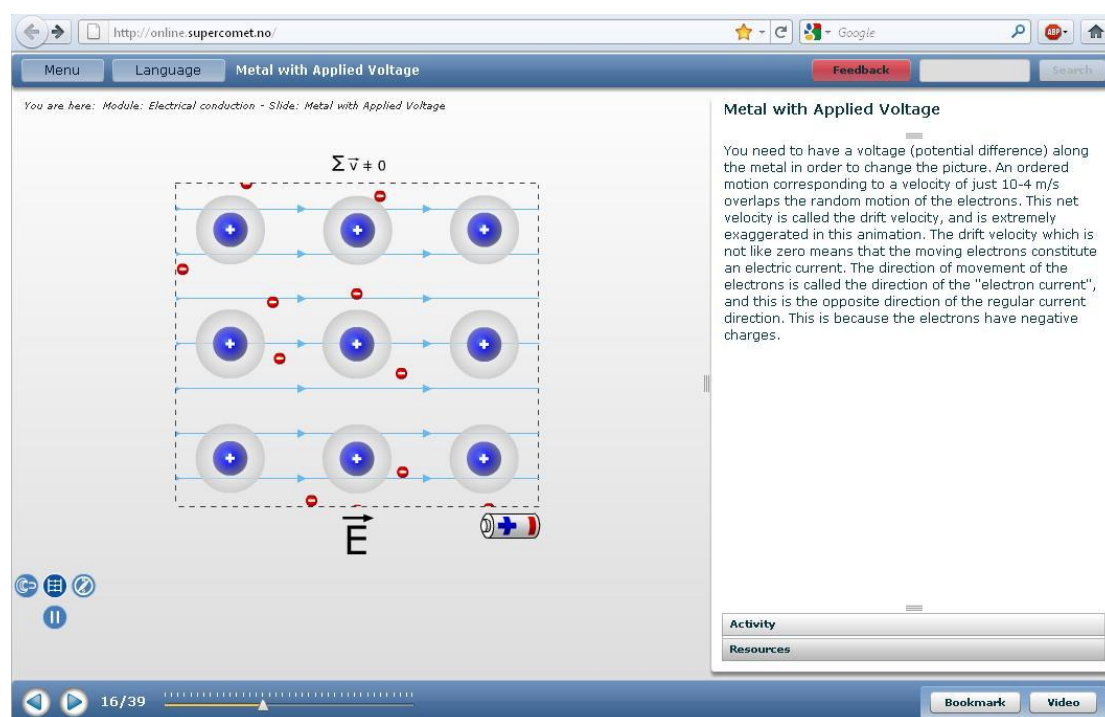 http://online.supercomet.no/
Google
ABP
Menu
Language
Metal with Applied Voltage
Feedback
Search
You are here: Module: Electrical conduction - Slide: Metal with Applied Voltage
Σ v⃗ ≠ 0
E⃗
Metal with Applied Voltage
You need to have a voltage (potential difference) along
the metal in order to change the picture. An ordered
motion corresponding to a velocity of just 10-4 m/s
overlaps the random motion of the electrons. This net
velocity is called the drift velocity, and is extremely
exaggerated in this animation. The drift velocity which is
not like zero means that the moving electrons constitute
an electric current. The direction of movement of the
electrons is called the direction of the "electron current",
and this is the opposite direction of the regular current
direction. This is because the electrons have negative
charges.
Activity
Resources
16/39
Bookmark
Video